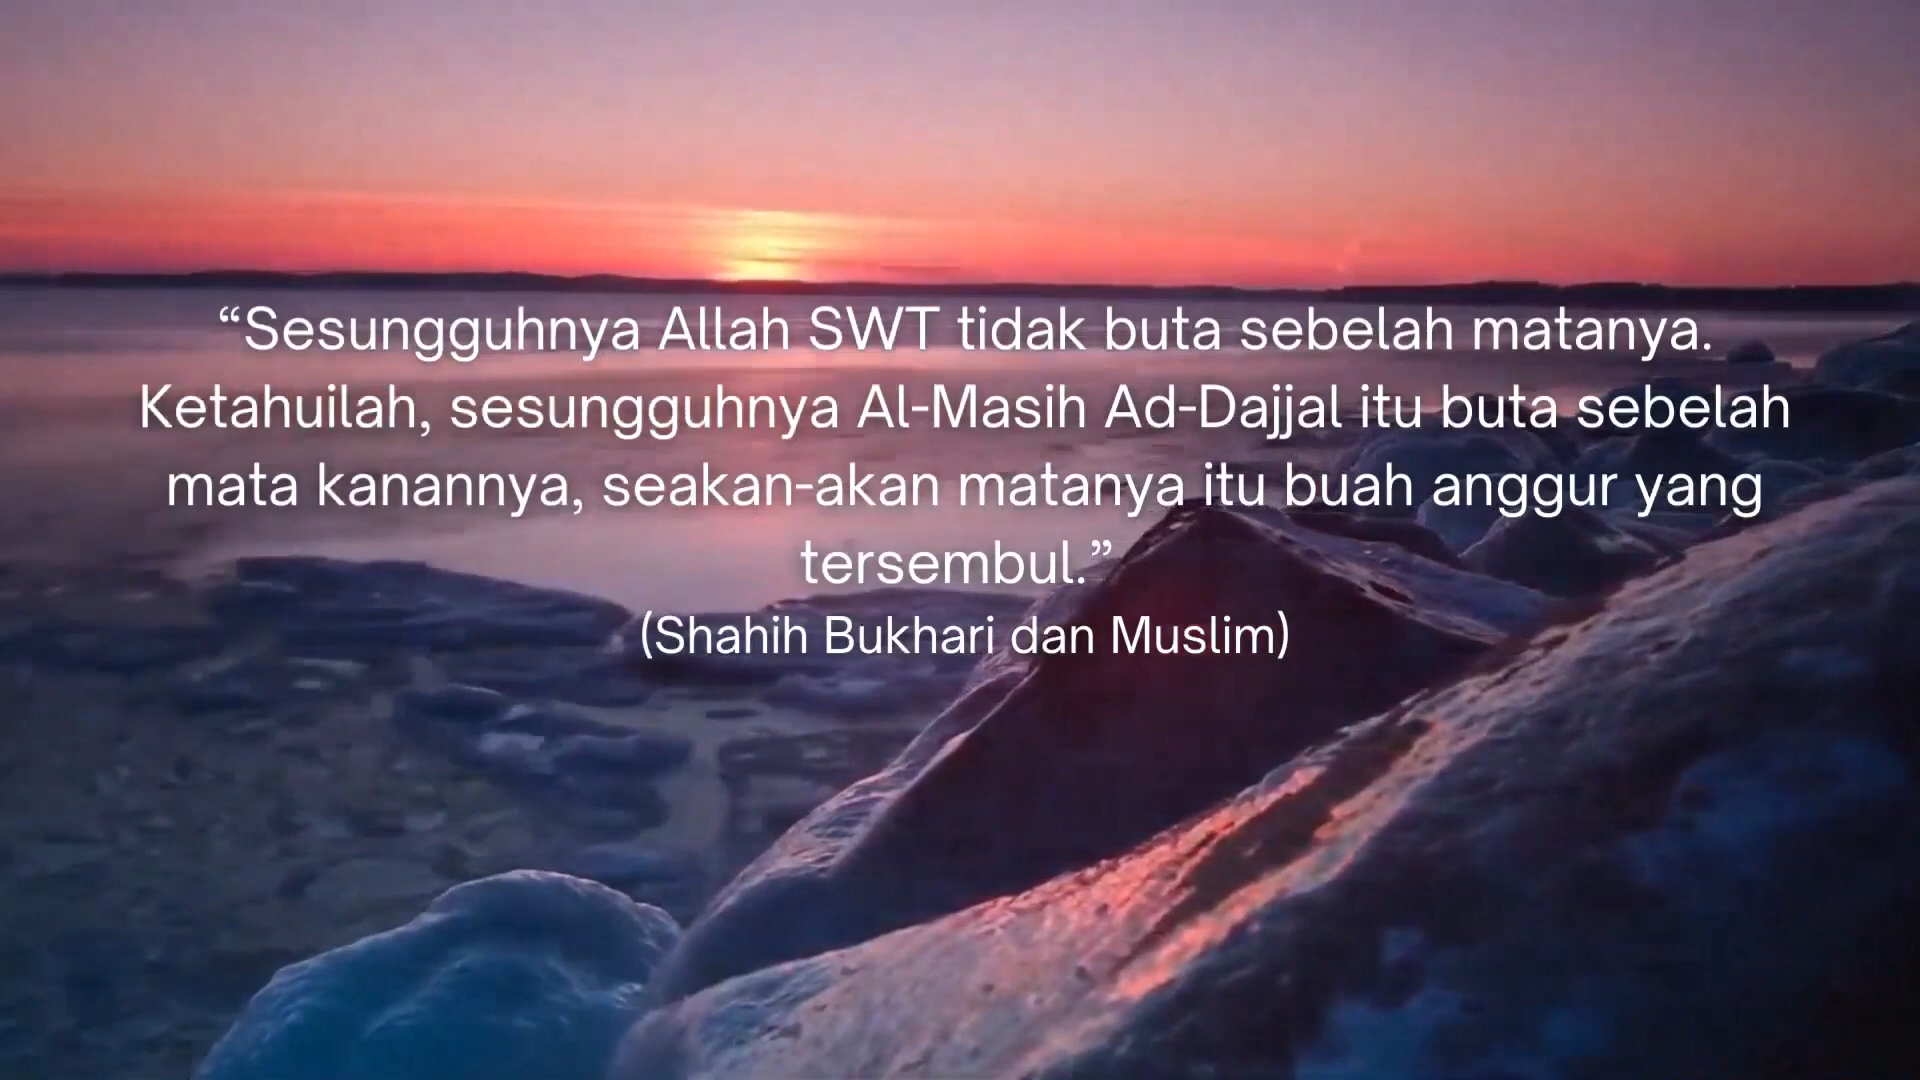 “Sesungguhnya Allah SWT tidak buta sebelah matanya.
Ketahuilah, sesungguhnya Al-Masih Ad-Dajjal itu buta sebelah
mata kanannya, seakan-akan matanya itu buah anggur yang
tersembul.”
(Shahih Bukhari dan Muslim)